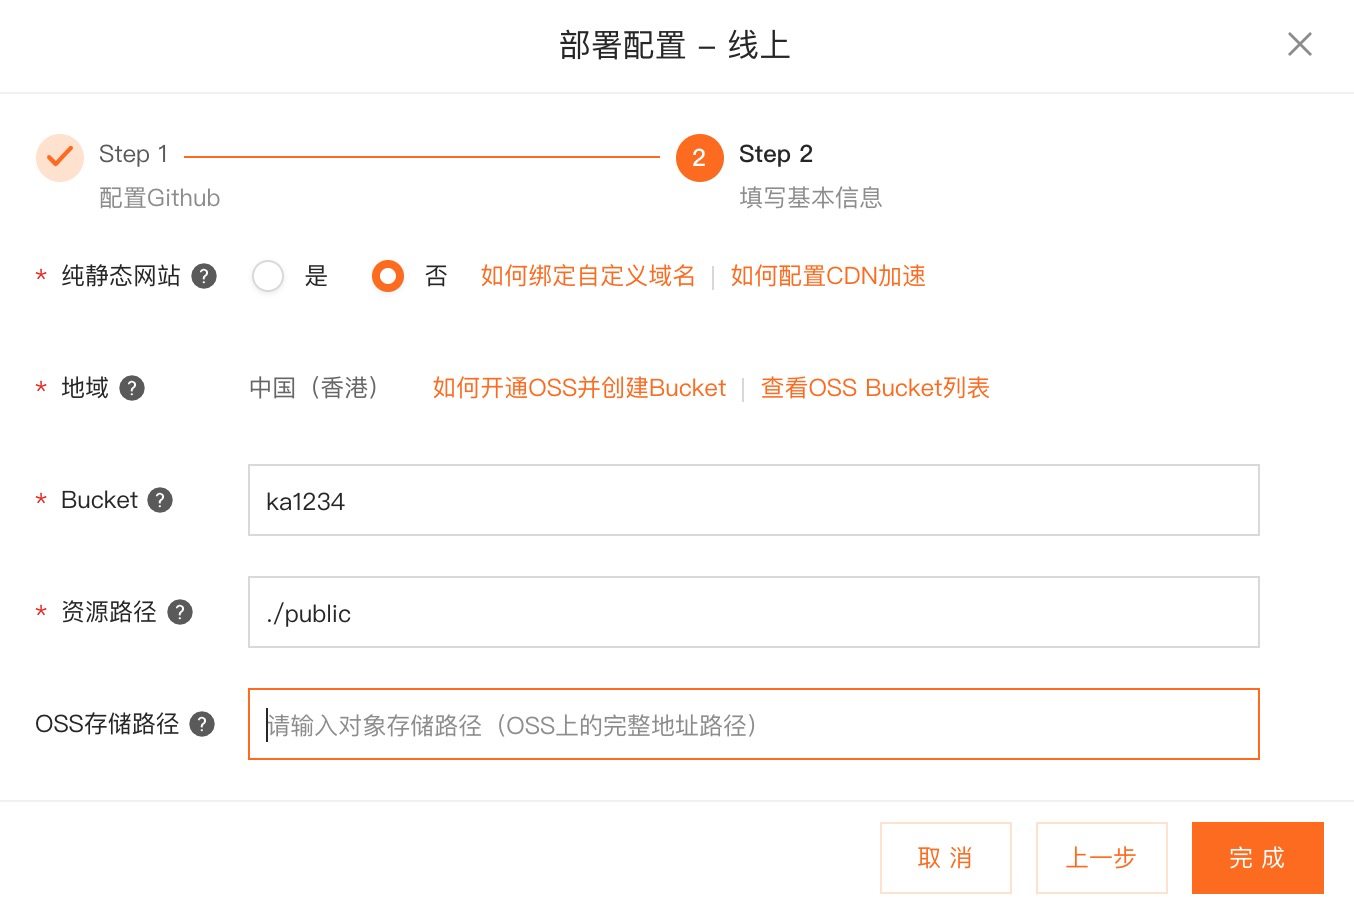 部署配置 – 线上
Step 1
配置Github
2
Step 2
填写基本信息
* 纯静态网站 ? 是 否 如何绑定自定义域名 | 如何配置CDN加速
* 地域 ? 中国（香港） 如何开通OSS并创建Bucket | 查看OSS Bucket列表
* Bucket ? ka1234
* 资源路径 ? ./public
OSS存储路径 ? 请输入对象存储路径（OSS上的完整地址路径）
取 消 上一步 完 成